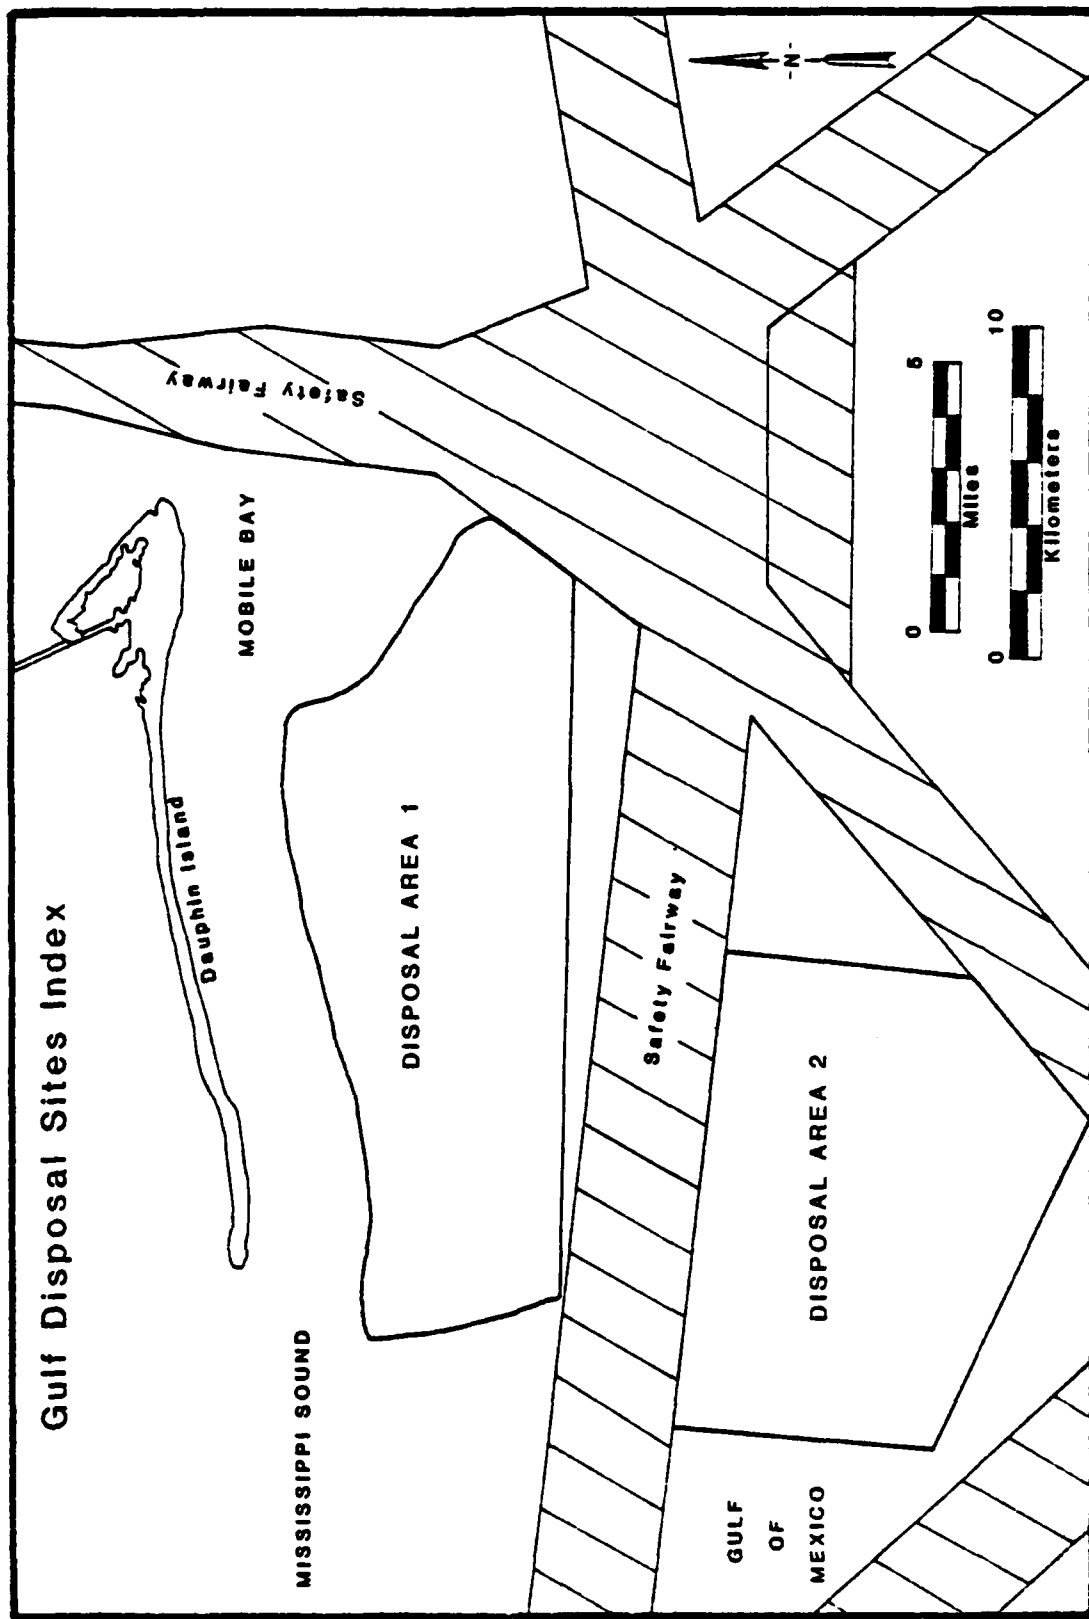 Gulf Disposal Sites Index
-N-
Safety Fairway
MOBILE BAY
Dauphin Island
MISSISSIPPI SOUND
DISPOSAL AREA 1
Safety Fairway
DISPOSAL AREA 2
GULF
OF
MEXICO
0 5
Miles
0 10
Kilometers